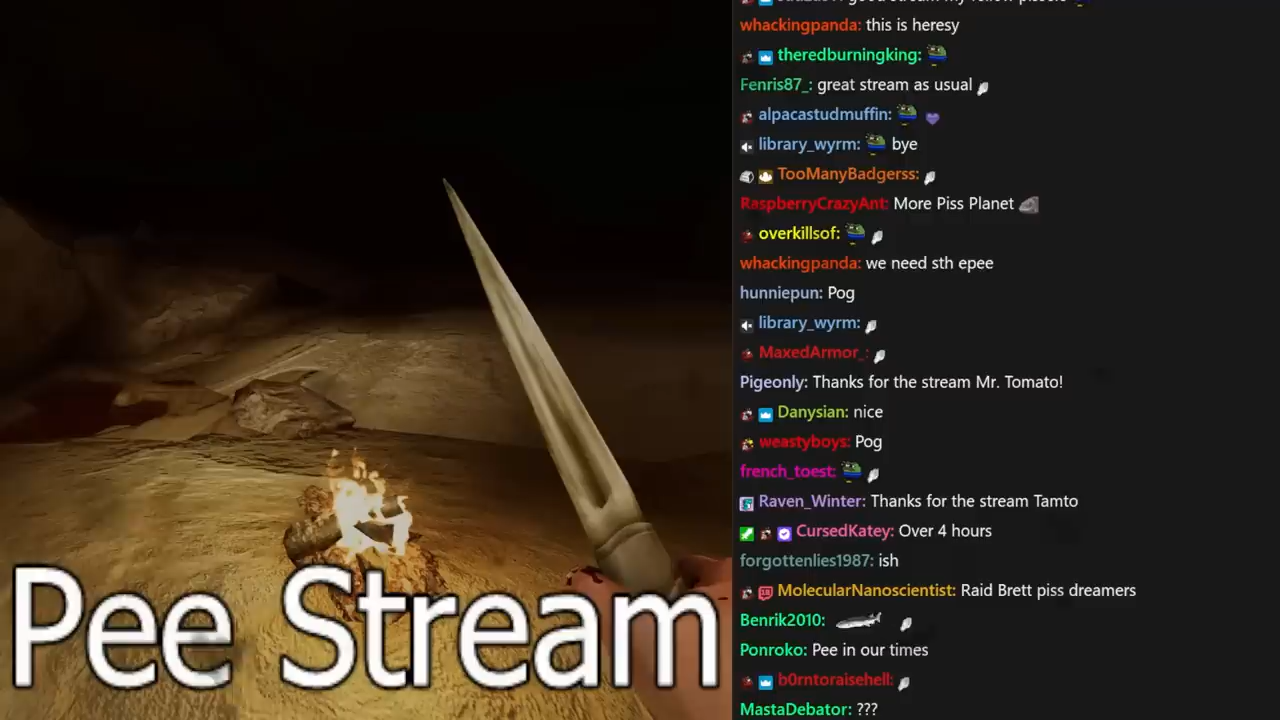 whackingpanda: this is heresy
theredburningking:
Fenris87_: great stream as usual
alpacastudmuffin:
library_wyrm: bye
TooManyBadgerss:
RaspberryCrazyAnt: More Piss Planet
overkillsof:
whackingpanda: we need sth epee
hunniepun: Pog
library_wyrm:
MaxedArmor_:
Pigeonly: Thanks for the stream Mr. Tomato!
Danysian: nice
weastyboys: Pog
french_toest:
Raven_Winter: Thanks for the stream Tamto
CursedKatey: Over 4 hours
forgottenlies1987: ish
MolecularNanoscientist: Raid Brett piss dreamers
Benrik2010:
Ponroko: Pee in our times
b0rntoraisehell:
MastaDebator: ???
Pee Stream